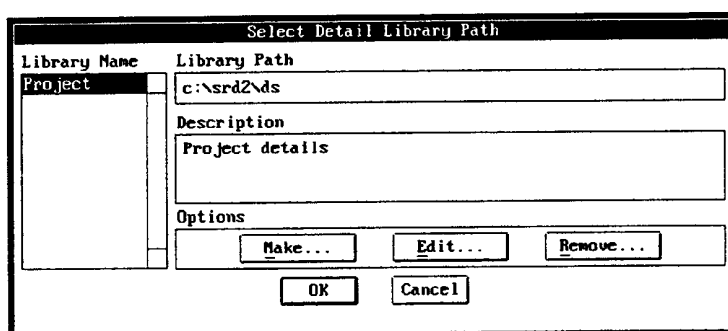 Select Detail Library Path
Library Name
Library Path
Project
c:\srd2\ds
Description
Project details
Options
Make...
Edit...
Remove...
OK
Cancel